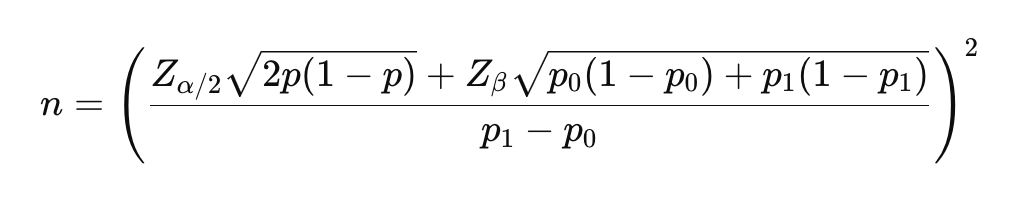 n = \left( \frac{Z_{\alpha/2}\sqrt{2p(1-p)} + Z_{\beta}\sqrt{p_0(1-p_0) + p_1(1-p_1)}}{p_1 - p_0} \right)^2